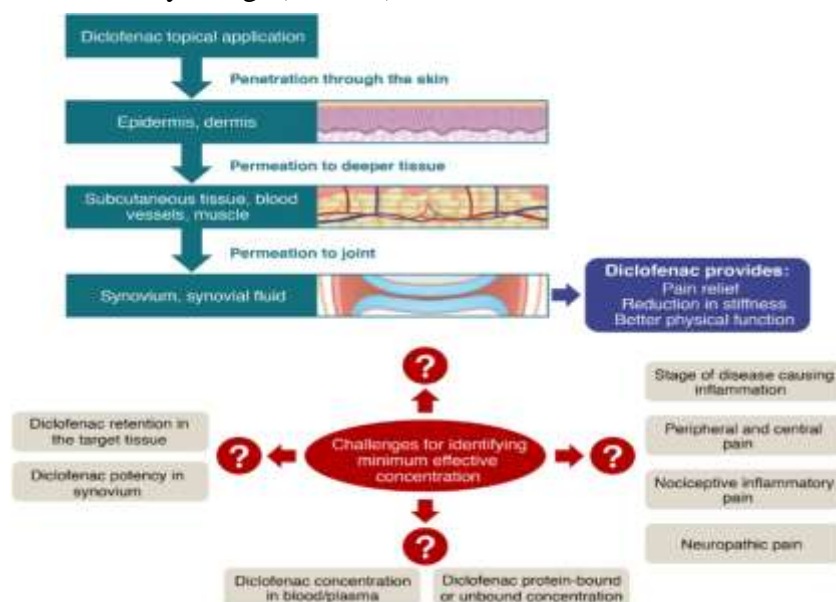 Diclofenac topical application
Penetration through the skin
Epidermis, dermis
Permeation to deeper tissue
Subcutaneous tissue, blood
vessels, muscle
Permeation to joint
Synovium, synovial fluid
Diclofenac provides:
Pain relief
Reduction in stiffness
Better physical function
?
Stage of disease causing
inflammation
Diclofenac retention in
the target tissue
?
Challenges for identifying
minimum effective
concentration
?
Peripheral and central
pain
Diclofenac potency in
synovium
Nociceptive inflammatory
pain
?
Neuropathic pain
Diclofenac concentration
in blood/plasma
Diclofenac protein-bound
or unbound concentration